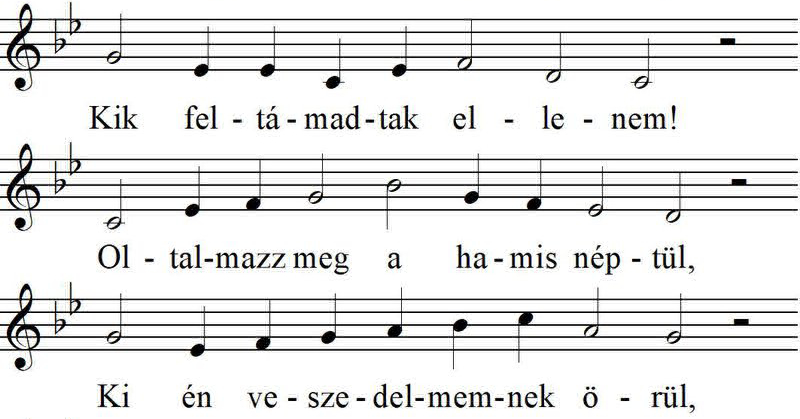 Kik fel - tá - mad - tak el - le - nem!
Ol - tal - mazz meg a ha - mis nép - tül,
Ki én ve - sze - del - mem - nek ö - rül,